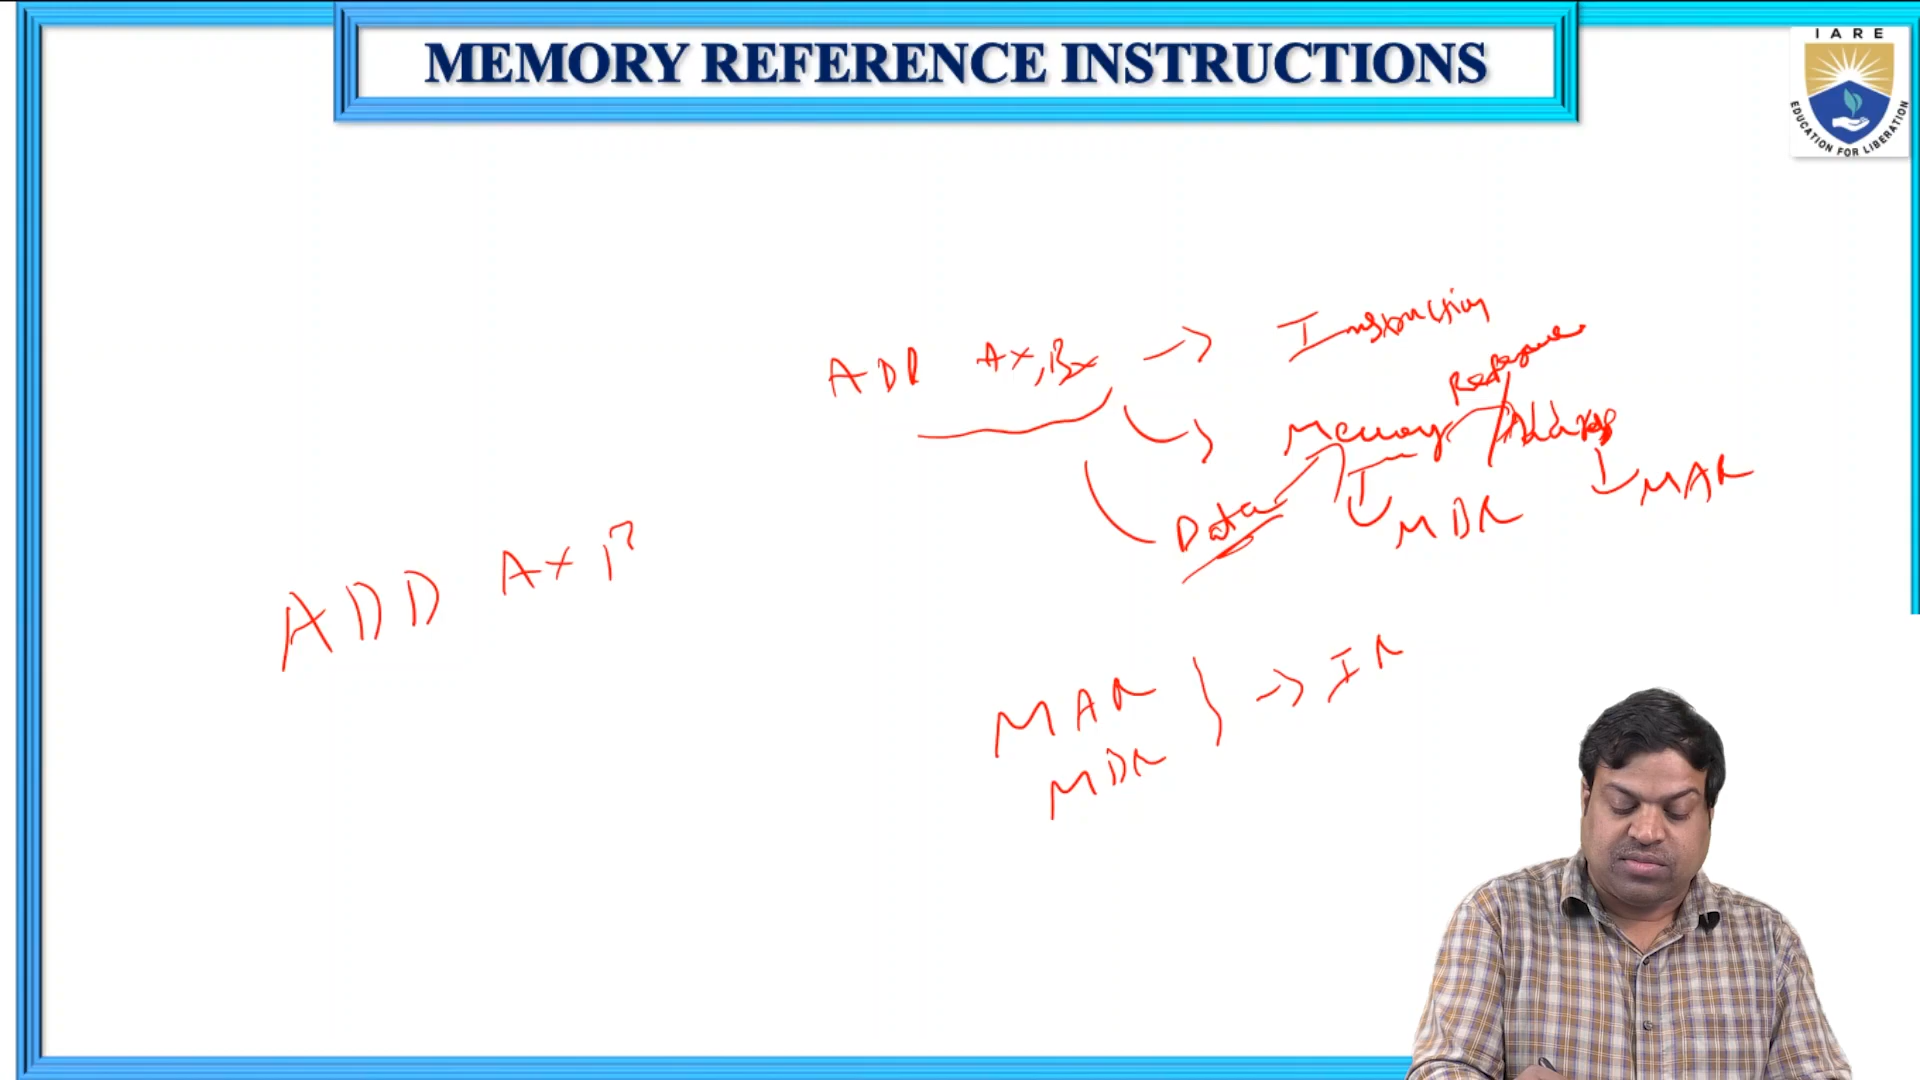 MEMORY REFERENCE INSTRUCTIONS
IARE
EDUCATION FOR LIBERATION
ADD AX, BX → Instruction
Reference
Memory Address
Data
MDR
MAR
ADD AX B
MAR
MDR
→ IR